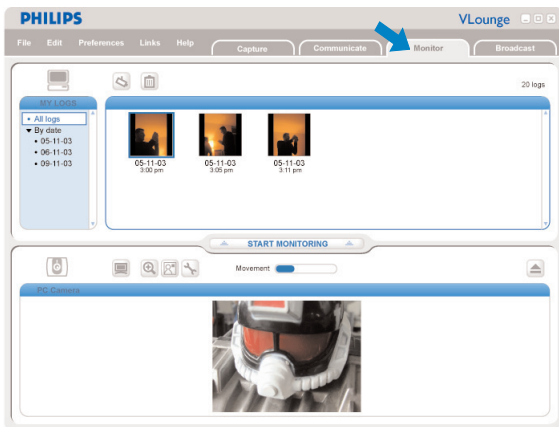 PHILIPS
VLounge
File Edit Preferences Links Help
Capture
Communicate
Monitor
Broadcast
20 logs
MY LOGS
All logs
By date
05-11-03
06-11-03
09-11-03
05-11-03
3:00 pm
05-11-03
3:05 pm
05-11-03
3:11 pm
START MONITORING
Movement
PC Camera